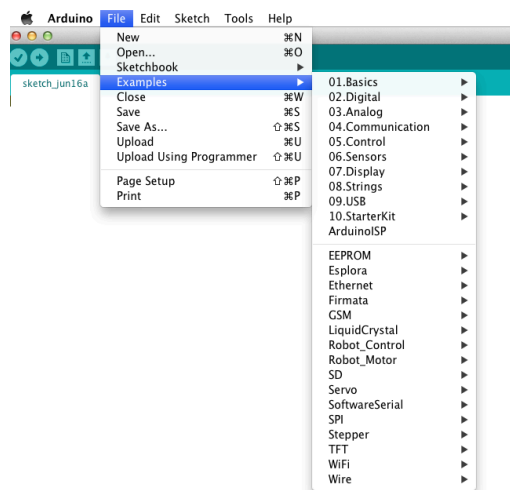 Arduino File Edit Sketch Tools Help
New ⌘N
Open... ⌘O
Sketchbook
Examples
Close ⌘W
Save ⌘S
Save As... ⇧⌘S
Upload ⌘U
Upload Using Programmer ⇧⌘U
Page Setup ⇧⌘P
Print ⌘P
sketch_jun16a
01.Basics
02.Digital
03.Analog
04.Communication
05.Control
06.Sensors
07.Display
08.Strings
09.USB
10.StarterKit
ArduinoISP
EEPROM
Esplora
Ethernet
Firmata
GSM
LiquidCrystal
Robot_Control
Robot_Motor
SD
Servo
SoftwareSerial
SPI
Stepper
TFT
WiFi
Wire